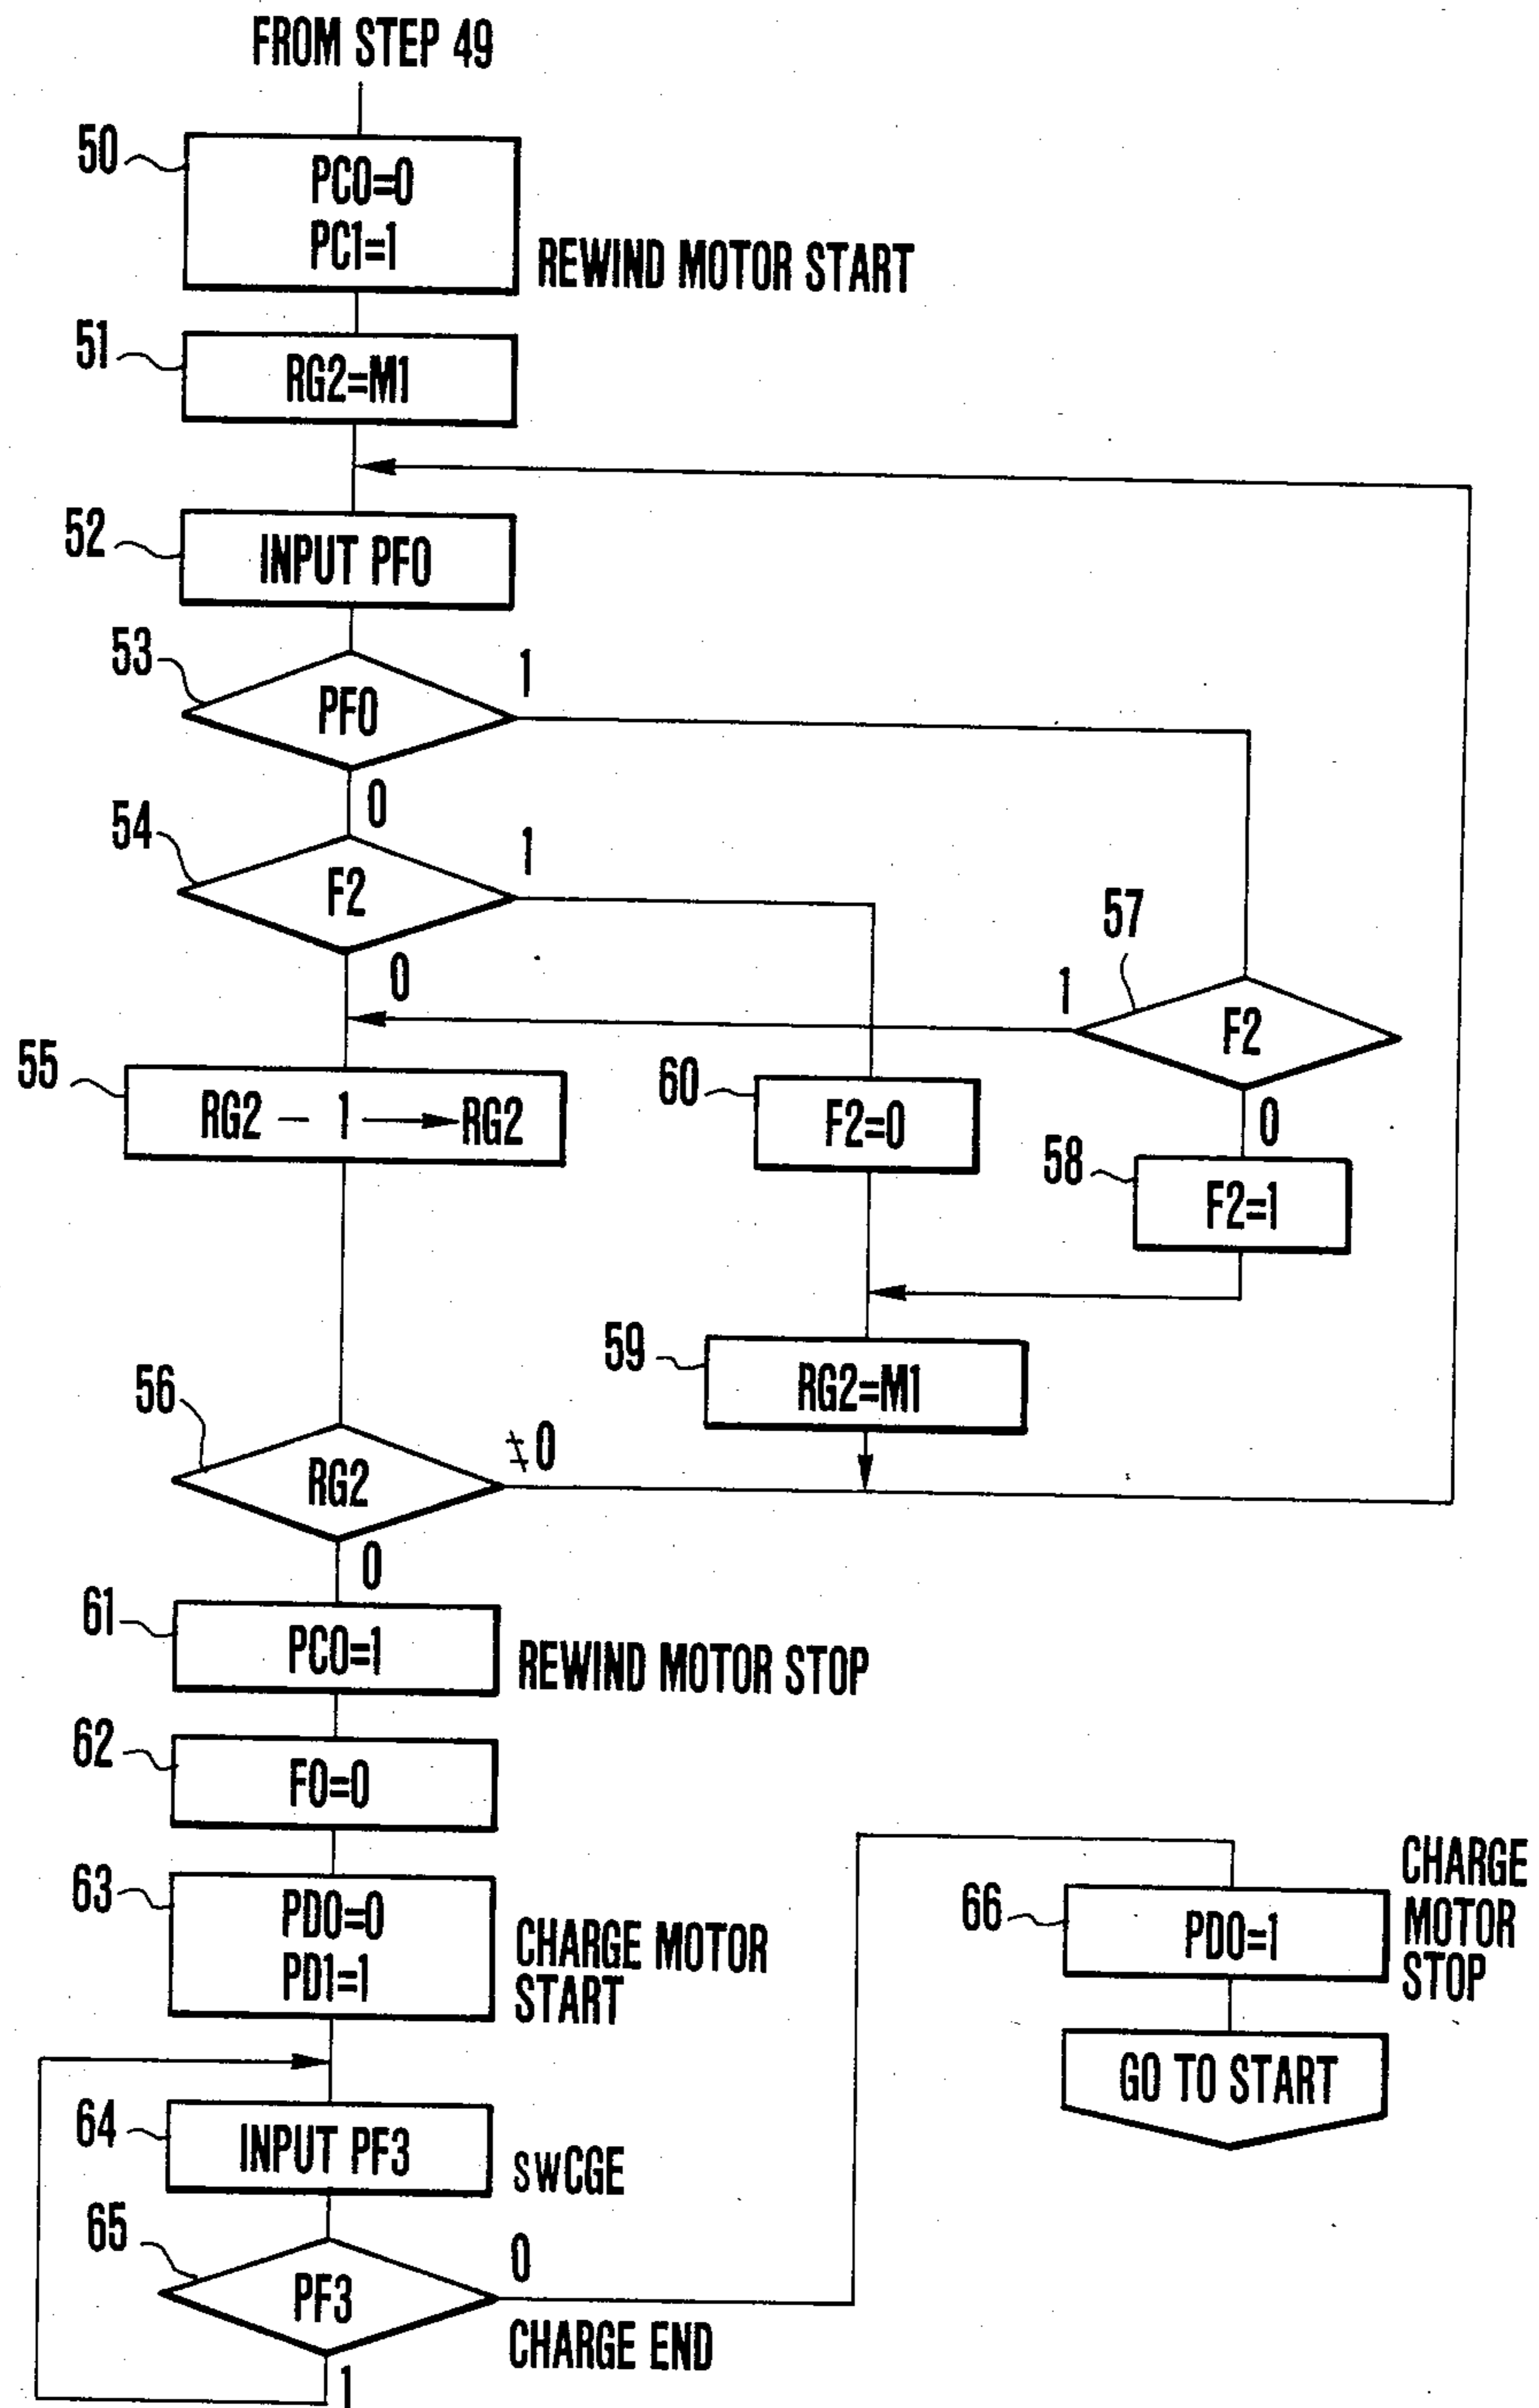 FROM STEP 49
50
PC0=0
PC1=1
REWIND MOTOR START
51
RG2=M1
52
INPUT PF0
53
PF0
1
0
54
F2
1
0
57
F2
1
0
55
RG2 – 1 → RG2
60
F2=0
58
F2=1
59
RG2=M1
56
RG2
≠0
0
61
PC0=1
REWIND MOTOR STOP
62
F0=0
63
PD0=0
PD1=1
CHARGE MOTOR
START
64
INPUT PF3
SWCGE
65
PF3
0
CHARGE END
1
66
PD0=1
CHARGE
MOTOR
STOP
GO TO START